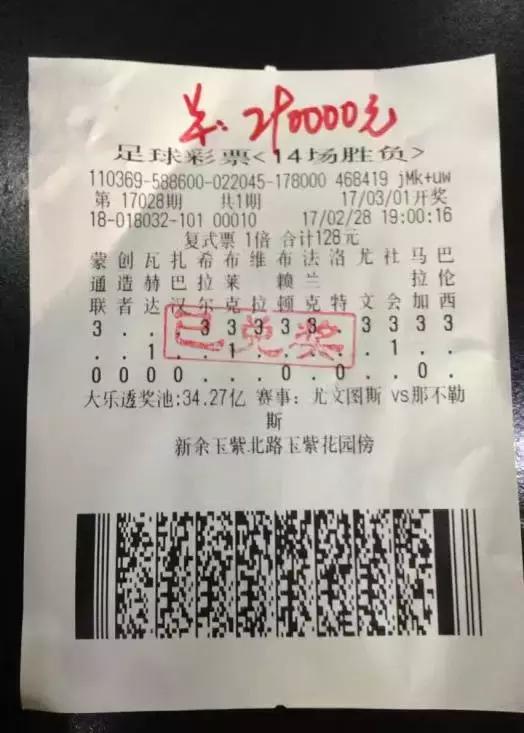 0000元
足球彩票<14场胜负>
110369-588600-022045-178000 468419 jMk+uw
第 17028期 共1期 17/03/01开奖
18-018032-101 00010 17/02/28 19:00:16
复式票 1倍 合计128元
蒙 创 瓦 扎 希 布 维 布 法 洛 尤 社 马 巴
通 造 赫 巴 拉 莱 赖 兰 拉 伦
联 者 达 汉 尔 克 拉 顿 克 特 文 会 加 西
3 . . . 3 3 3 3 3 . 3 3 3 3
已兑奖
. . 1 . . 1 . . . . . 1 . .
0 0 0 0 . . . 0 . 0 . . 0 .
大乐透奖池:34.27亿 赛事: 尤文图斯 vs那不勒
斯
新余玉紫北路玉紫花园傍